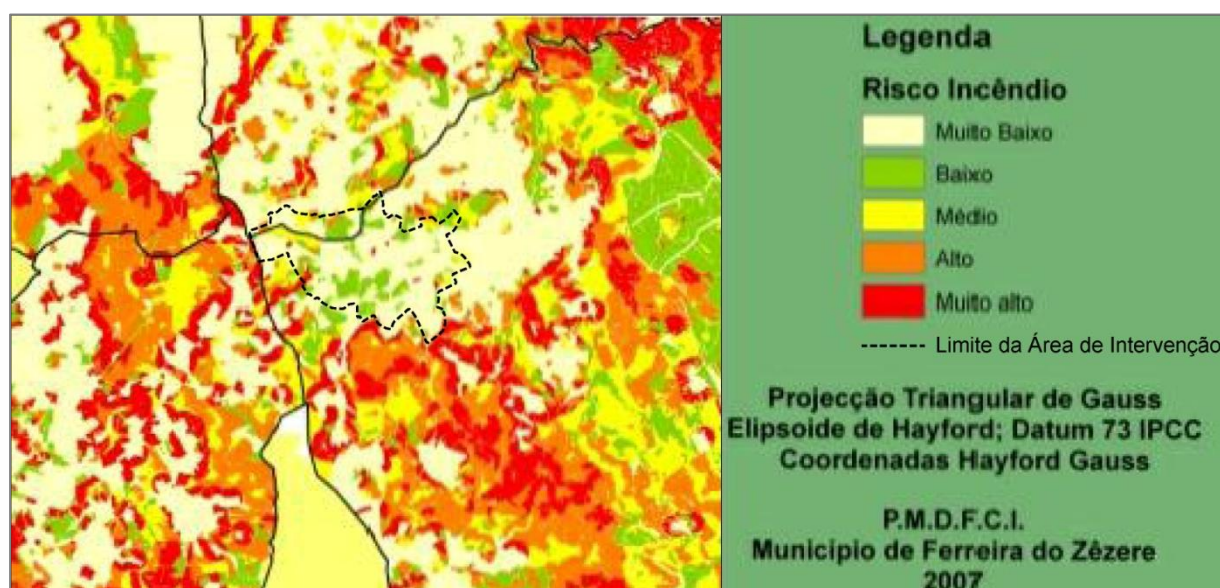 Legenda
Risco Incêndio
Muito Baixo
Baixo
Médio
Alto
Muito alto
Limite da Área de Intervenção
Projecção Triangular de Gauss
Elipsoide de Hayford; Datum 73 IPCC
Coordenadas Hayford Gauss
P.M.D.F.C.I.
Municipio de Ferreira do Zêzere
2007